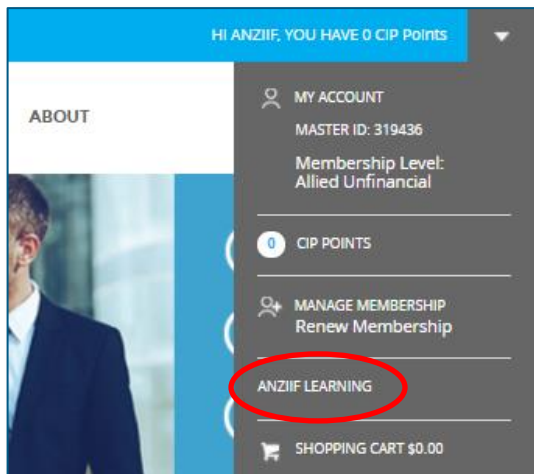 HI ANZIIF, YOU HAVE 0 CIP Points
ABOUT
MY ACCOUNT
MASTER ID: 319436
Membership Level:
Allied Unfinancial
0 CIP POINTS
MANAGE MEMBERSHIP
Renew Membership
ANZIIF LEARNING
SHOPPING CART $0.00